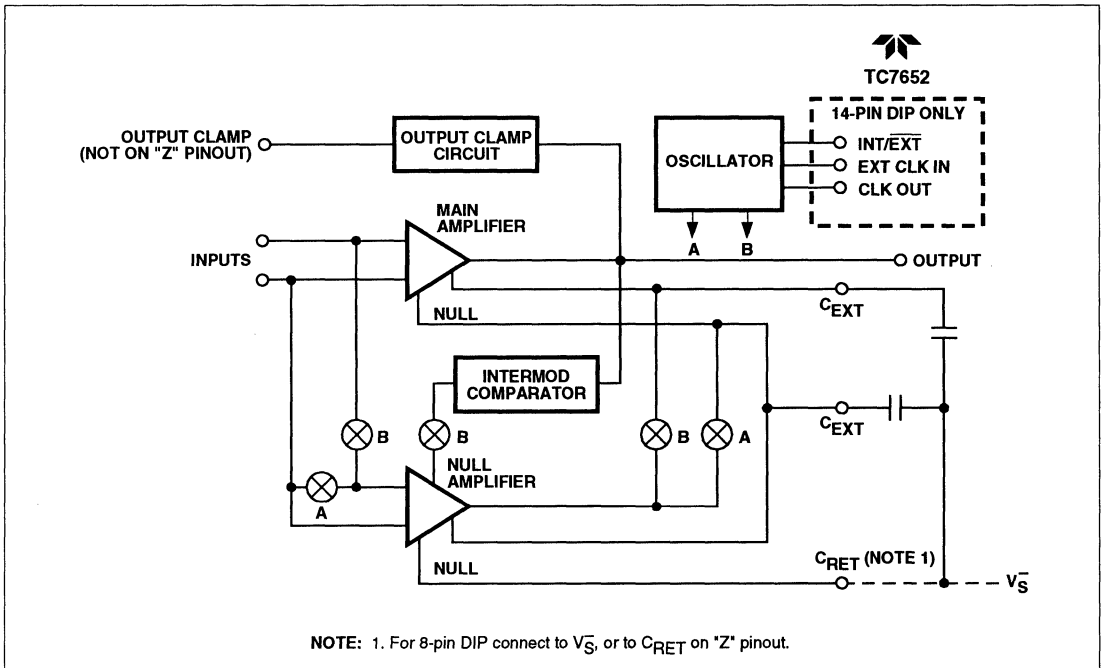 TC7652
14-PIN DIP ONLY
OUTPUT CLAMP
(NOT ON "Z" PINOUT)
OUTPUT CLAMP
CIRCUIT
OSCILLATOR
INT/EXT
EXT CLK IN
CLK OUT
A
B
MAIN
AMPLIFIER
INPUTS
OUTPUT
NULL
CEXT
INTERMOD
COMPARATOR
CEXT
B
B
B
A
NULL
AMPLIFIER
A
NULL
CRET (NOTE 1)
VS̄
NOTE: 1. For 8-pin DIP connect to VS̄, or to CRET on "Z" pinout.